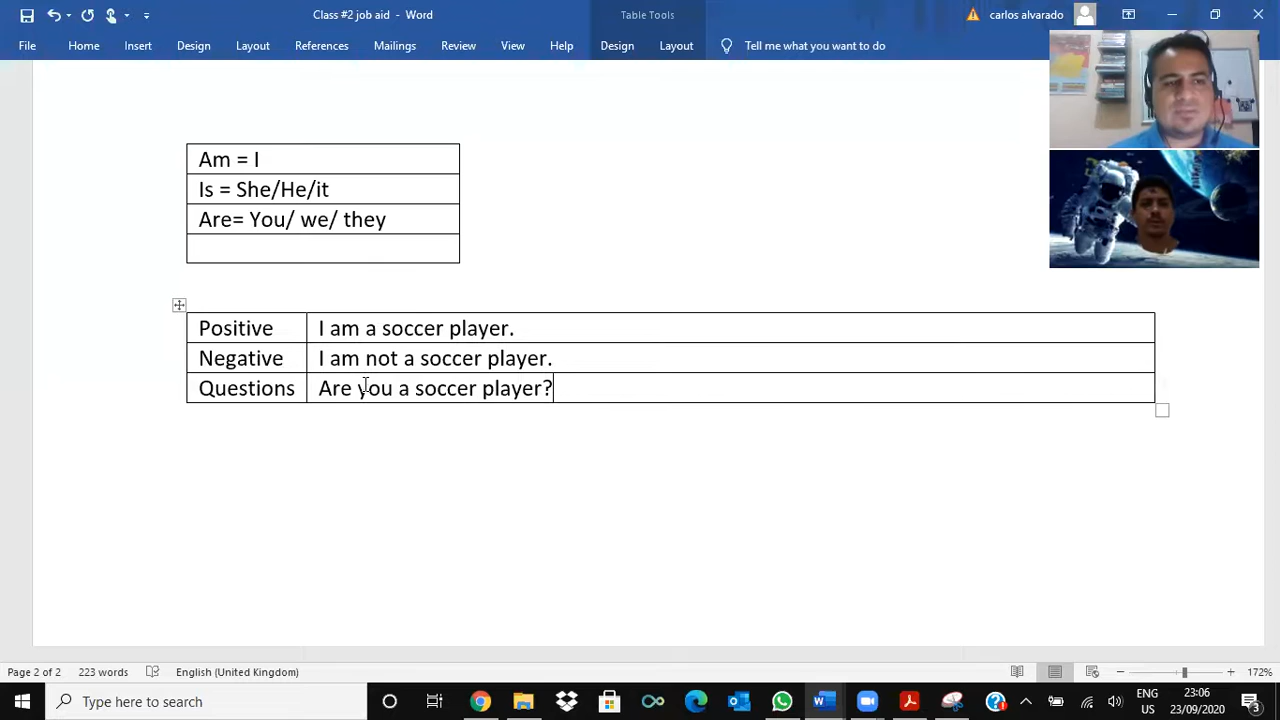 Class #2 job aid - Word
Table Tools
carlos alvarado
File Home Insert Design Layout References Mailings Review View Help Design Layout Tell me what you want to do
Am = I
Is = She/He/it
Are= You/ we/ they
Positive I am a soccer player.
Negative I am not a soccer player.
Questions Are you a soccer player?
Page 2 of 2 223 words English (United Kingdom) 172%
Type here to search
ENG 23:06
US 23/09/2020 3